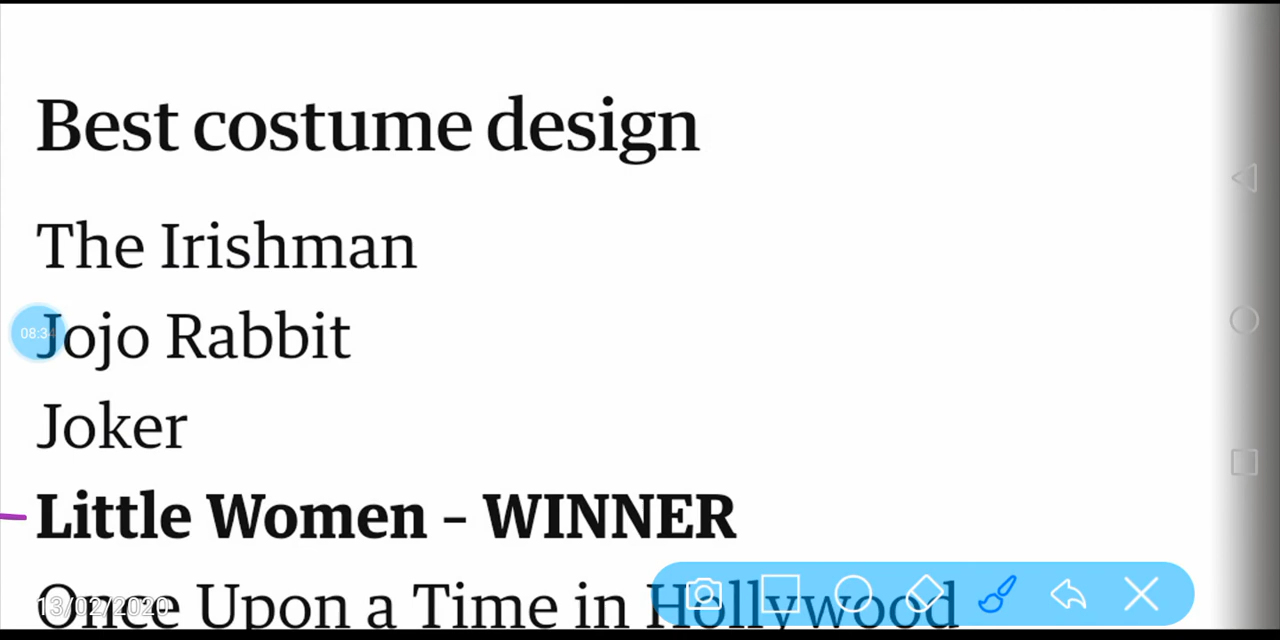 Best costume design
The Irishman
Jojo Rabbit
08:34
Joker
Little Women – WINNER
Once Upon a Time in Hollywood
13/02/2020